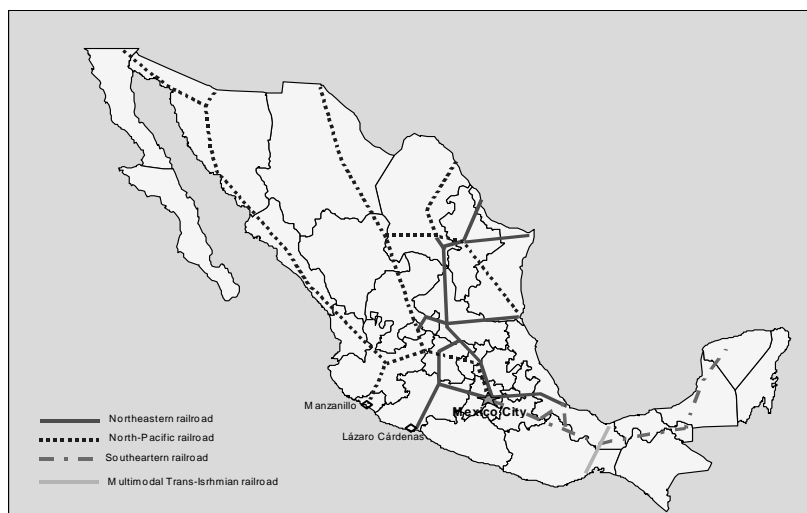 Manzanillo
Mexico City
Lázaro Cárdenas
Northeastern railroad
North-Pacific railroad
Southeartern railroad
Multimodal Trans-Isrhmian railroad